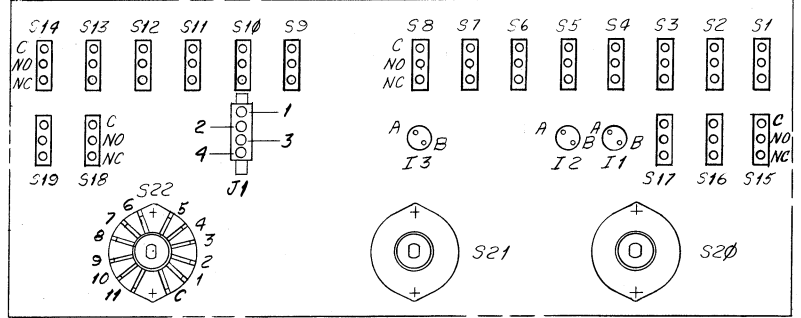 S14 S13 S12 S11 S1Ø S9 S8 S7 S6 S5 S4 S3 S2 S1
C C
NO NO
NC NC
1
2
3
4
J1
C
NO
NC
S19 S18
A B
I3
A B
I2
A B
I1
C
NO
NC
S17 S16 S15
S22
6 5
7 4
8 3
9 2
10 1
11 C
S21
S2Ø